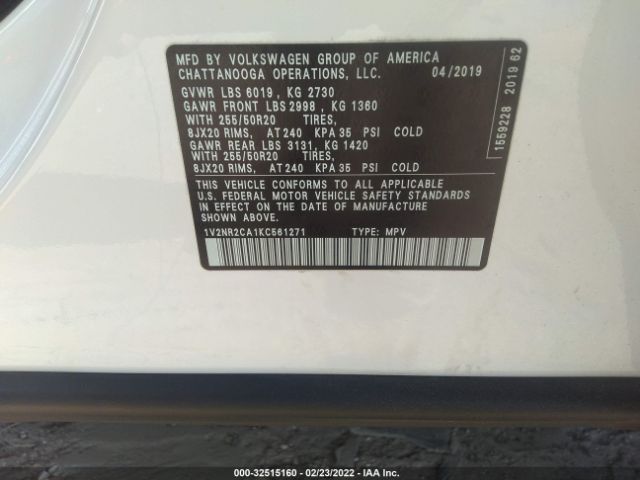 MFD BY VOLKSWAGEN GROUP OF AMERICA
CHATTANOOGA OPERATIONS, LLC. 04/2019
GVWR LBS 6019 , KG 2730
GAWR FRONT LBS 2998 , KG 1360
WITH 255/50R20 TIRES,
8JX20 RIMS, AT 240 KPA 35 PSI COLD
GAWR REAR LBS 3131, KG 1420
WITH 255/50R20 TIRES,
8JX20 RIMS, AT 240 KPA 35 PSI COLD
THIS VEHICLE CONFORMS TO ALL APPLICABLE
U.S. FEDERAL MOTOR VEHICLE SAFETY STANDARDS
IN EFFECT ON THE DATE OF MANUFACTURE
SHOWN ABOVE.
1V2NR2CA1KC561271 TYPE: MPV
1559228 2019 62
000-32515160 - 02/23/2022 - IAA Inc.